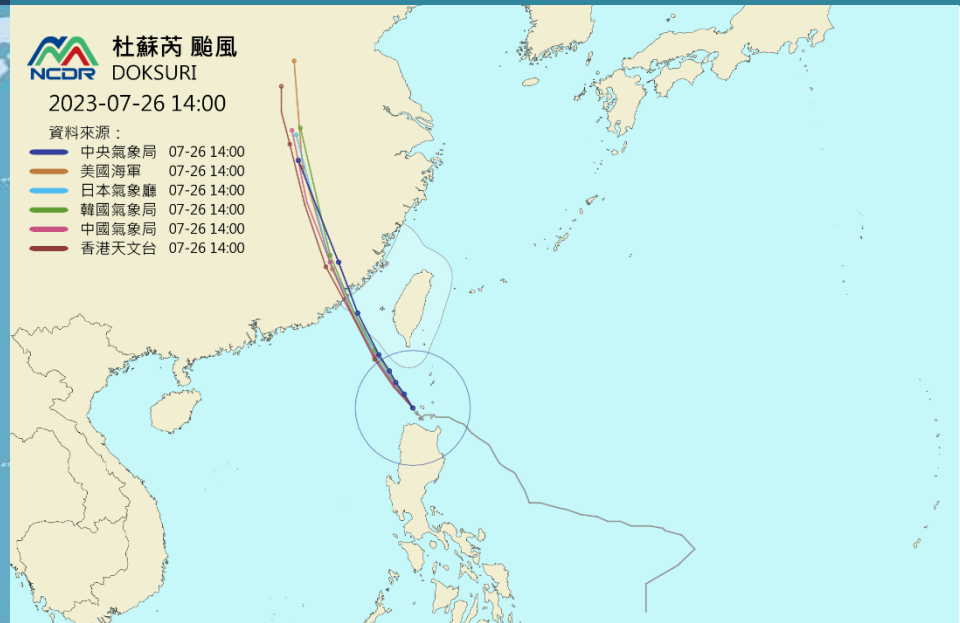 NCDR
杜蘇芮 颱風
DOKSURI
2023-07-26 14:00
資料來源：
中央氣象局 07-26 14:00
美國海軍 07-26 14:00
日本氣象廳 07-26 14:00
韓國氣象局 07-26 14:00
中國氣象局 07-26 14:00
香港天文台 07-26 14:00